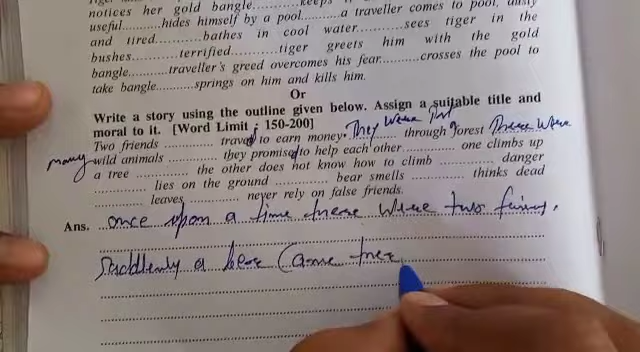 notices her gold bangle..........keeps
useful..........hides himself by a pool..........a traveller comes to pool, dusty
and tired..........bathes in cool water..........sees tiger in the
bushes..........terrified..........tiger greets him with the gold
bangle..........traveller's greed overcomes his fear..........crosses the pool to
take bangle..........springs on him and kills him.
Or
Write a story using the outline given below. Assign a suitable title and
moral to it. [Word Limit : 150-200]
Two friends ............ traveld to earn money. They where Past through forest There where
many wild animals ............ they promised to help each other ............ one climbs up
a tree ............ the other does not know how to climb ............ danger
............ lies on the ground ............ bear smells ............ thinks dead
............ leaves ............ never rely on false friends.
Ans. once upon a time there where two friends.
Suddenly a bear came